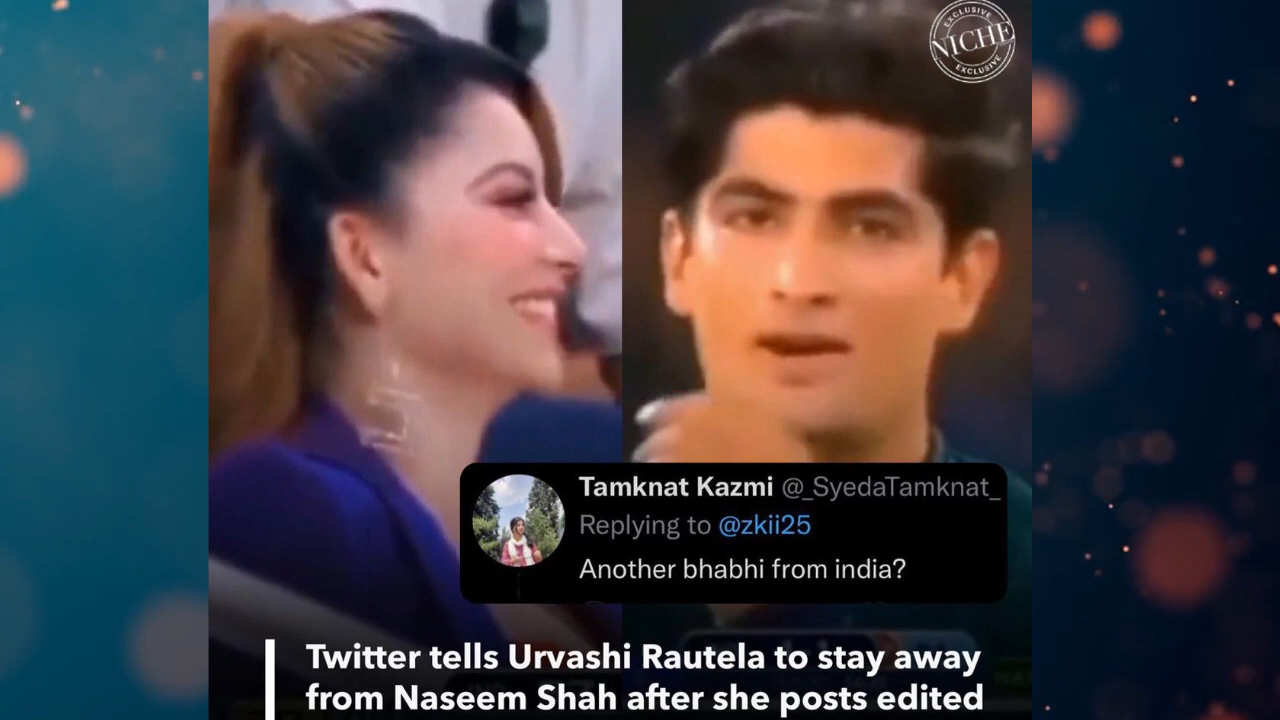 EXCLUSIVE
NICHE
EXCLUSIVE
Tamknat Kazmi @_SyedaTamknat_
Replying to @zkii25
Another bhabhi from india?
Twitter tells Urvashi Rautela to stay away
from Naseem Shah after she posts edited